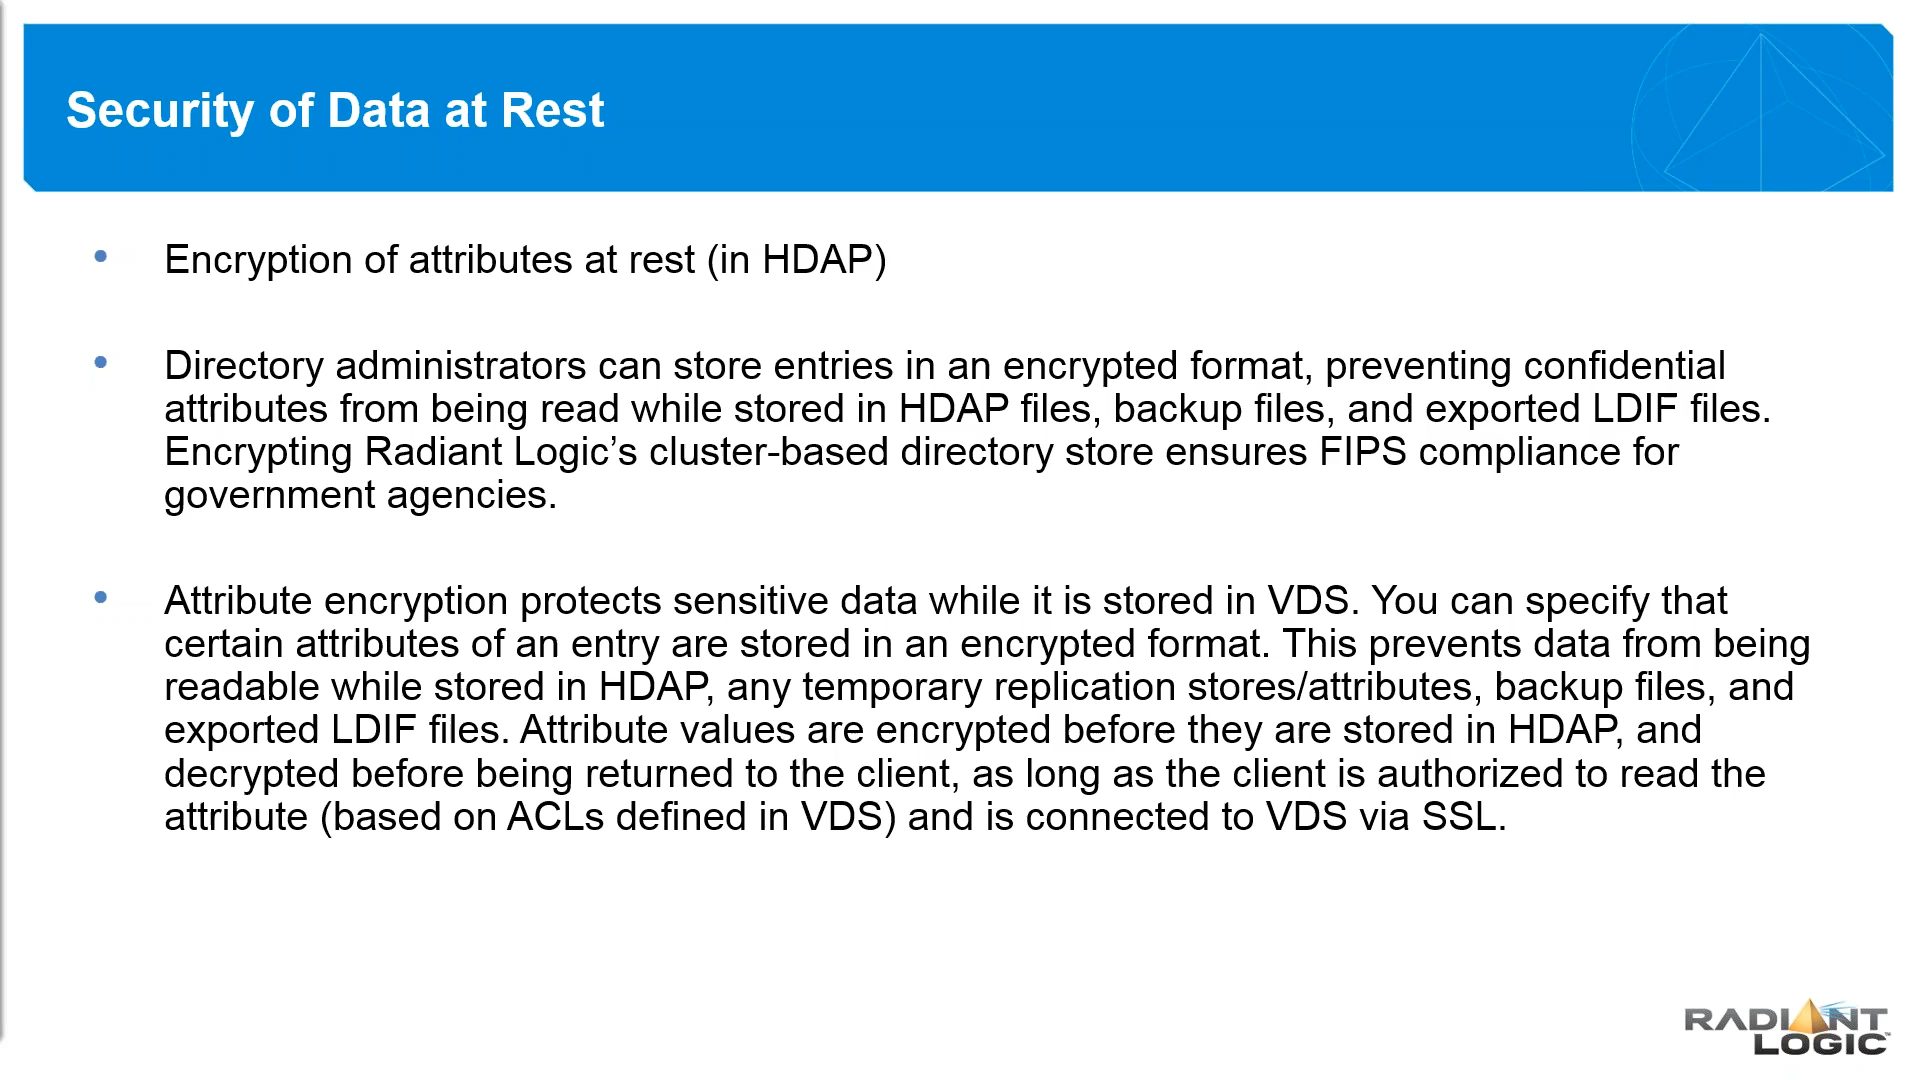 Security of Data at Rest
• Encryption of attributes at rest (in HDAP)
• Directory administrators can store entries in an encrypted format, preventing confidential
attributes from being read while stored in HDAP files, backup files, and exported LDIF files.
Encrypting Radiant Logic’s cluster-based directory store ensures FIPS compliance for
government agencies.
• Attribute encryption protects sensitive data while it is stored in VDS. You can specify that
certain attributes of an entry are stored in an encrypted format. This prevents data from being
readable while stored in HDAP, any temporary replication stores/attributes, backup files, and
exported LDIF files. Attribute values are encrypted before they are stored in HDAP, and
decrypted before being returned to the client, as long as the client is authorized to read the
attribute (based on ACLs defined in VDS) and is connected to VDS via SSL.
RADIANT
LOGIC™